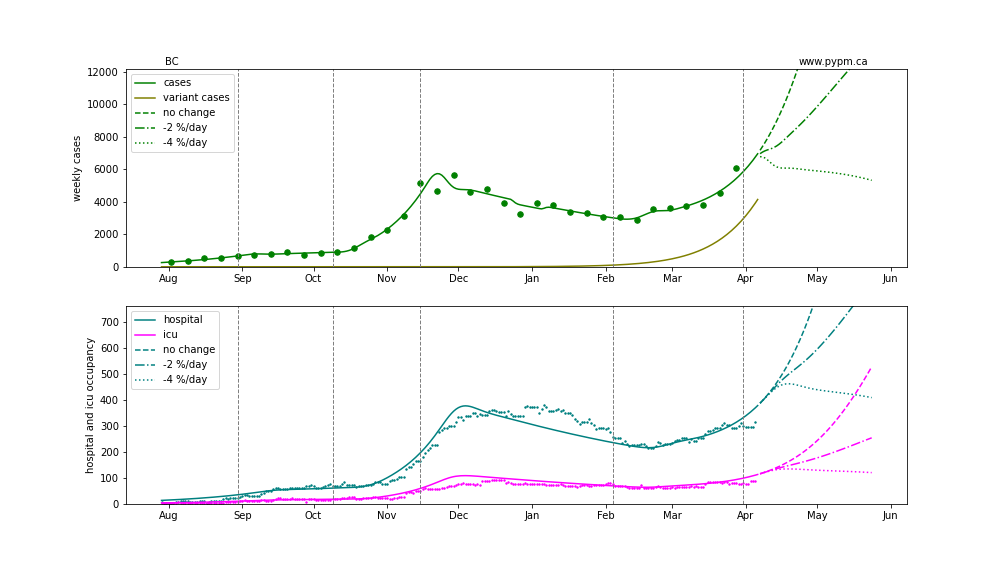 BC www.pypm.ca
weekly cases
12000
10000
8000
6000
4000
2000
0
cases
variant cases
no change
-2 %/day
-4 %/day
Aug Sep Oct Nov Dec Jan Feb Mar Apr May Jun
hospital and icu occupancy
700
600
500
400
300
200
100
0
hospital
icu
no change
-2 %/day
-4 %/day
Aug Sep Oct Nov Dec Jan Feb Mar Apr May Jun